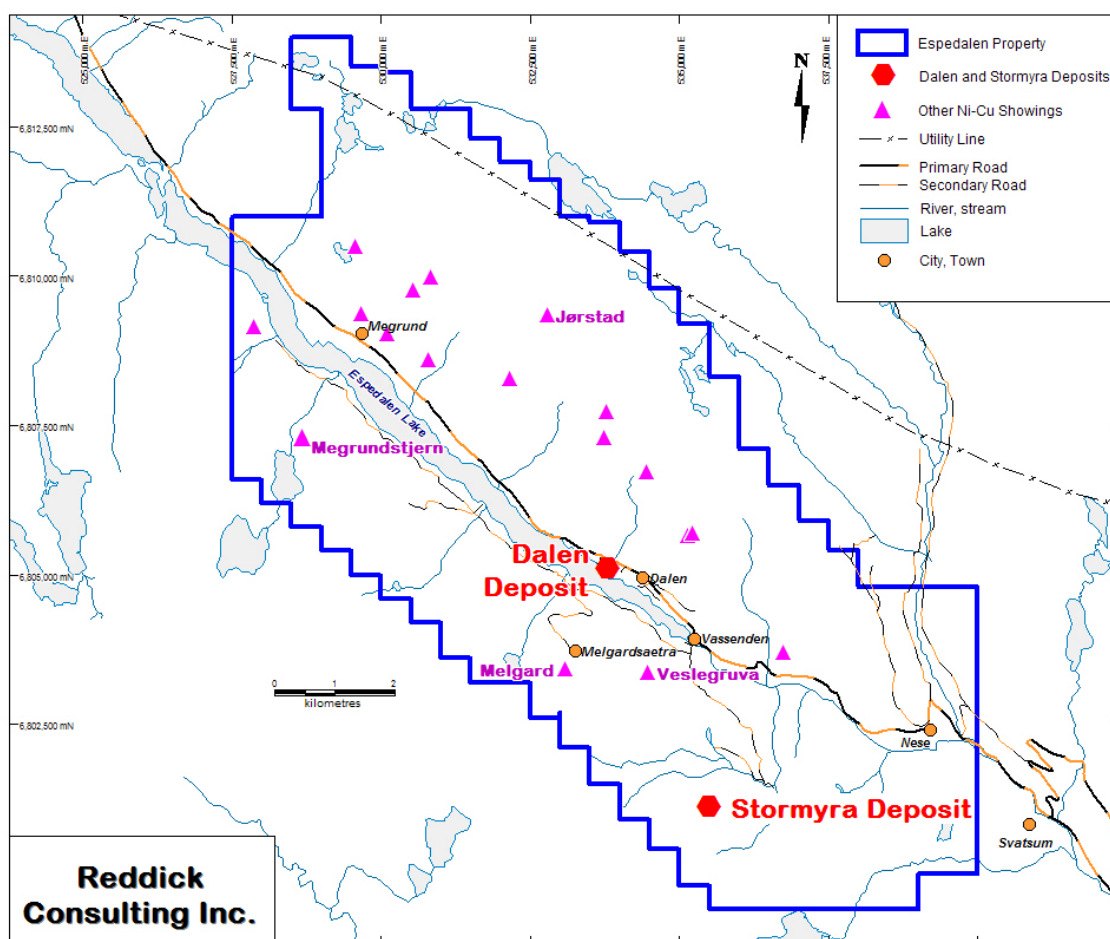 525,000 m E
527,500 m E
530,000 m E
532,500 m E
535,000 m E
537,500 m E
N
Espedalen Property
Dalen and Stormyra Deposits
Other Ni-Cu Showings
Utility Line
Primary Road
Secondary Road
River, stream
Lake
City, Town
6,812,500 mN
6,810,000 mN
6,807,500 mN
6,805,000 mN
6,802,500 mN
Jørstad
Megrund
Espedalen Lake
Megrundstjern
Dalen
Deposit
Dalen
Vassenden
Melgardsaetra
Melgard
Veslegruva
0 1 2
kilometres
Nese
Stormyra Deposit
Svatsum
Reddick
Consulting Inc.